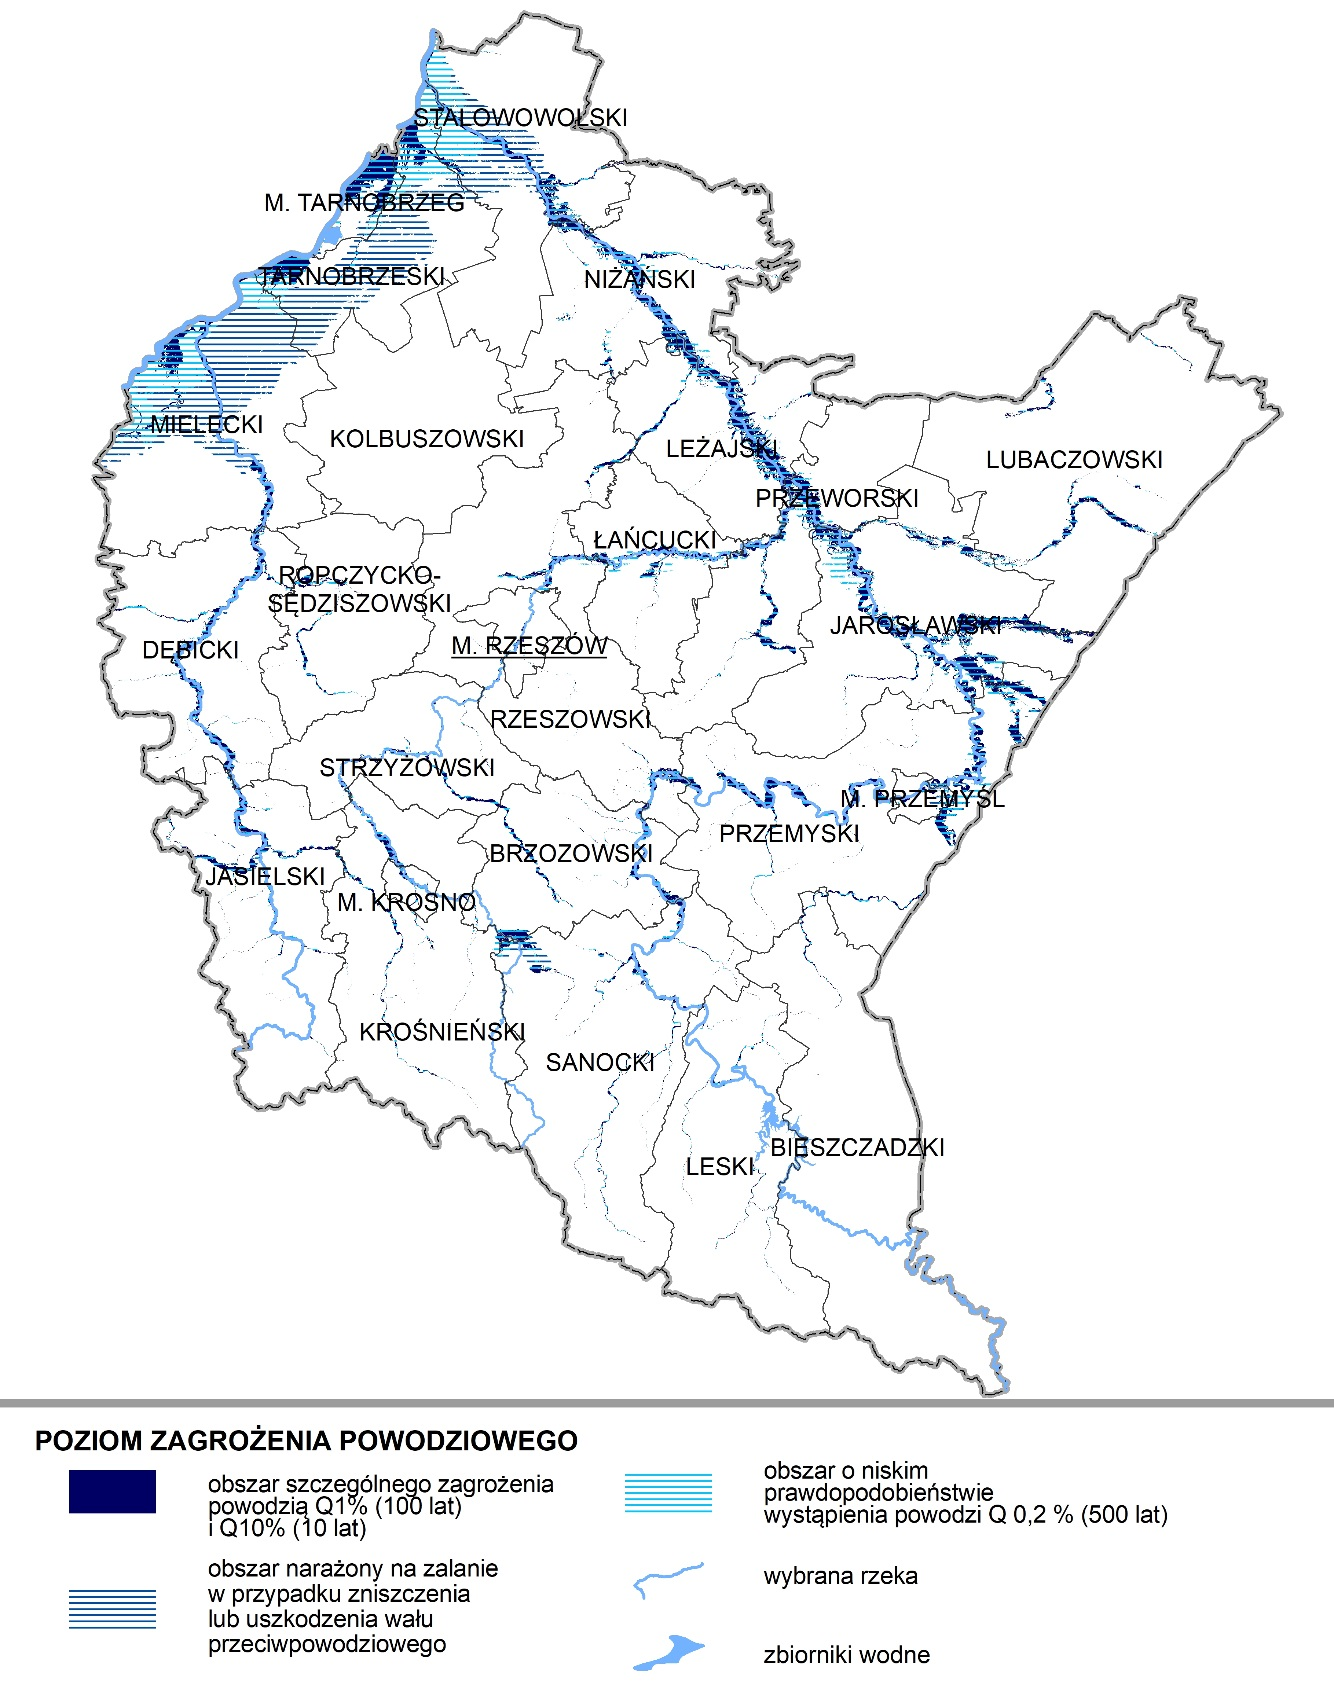 STALOWOWOLSKI
M. TARNOBRZEG
TARNOBRZESKI
NIŻAŃSKI
MIELECKI
KOLBUSZOWSKI
LEŻAJSKI
LUBACZOWSKI
PRZEWORSKI
ŁAŃCUCKI
ROPCZYCKO-
SĘDZISZOWSKI
JAROSŁAWSKI
DĘBICKI
M. RZESZÓW
RZESZOWSKI
STRZYŻOWSKI
M. PRZEMYŚL
PRZEMYSKI
BRZOZOWSKI
JASIELSKI
M. KROSNO
KROŚNIEŃSKI
SANOCKI
BIESZCZADZKI
LESKI
POZIOM ZAGROŻENIA POWODZIOWEGO
obszar szczególnego zagrożenia
powodzią Q1% (100 lat)
i Q10% (10 lat)
obszar narażony na zalanie
w przypadku zniszczenia
lub uszkodzenia wału
przeciwpowodziowego
obszar o niskim
prawdopodobieństwie
wystąpienia powodzi Q 0,2 % (500 lat)
wybrana rzeka
zbiorniki wodne